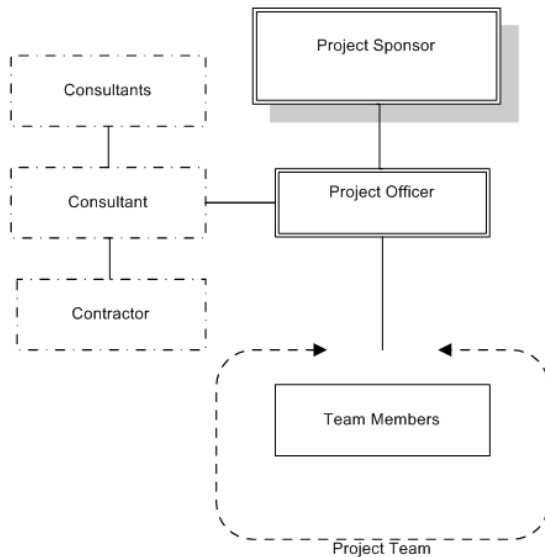 Project Sponsor
Consultants
Consultant
Project Officer
Contractor
Team Members
Project Team